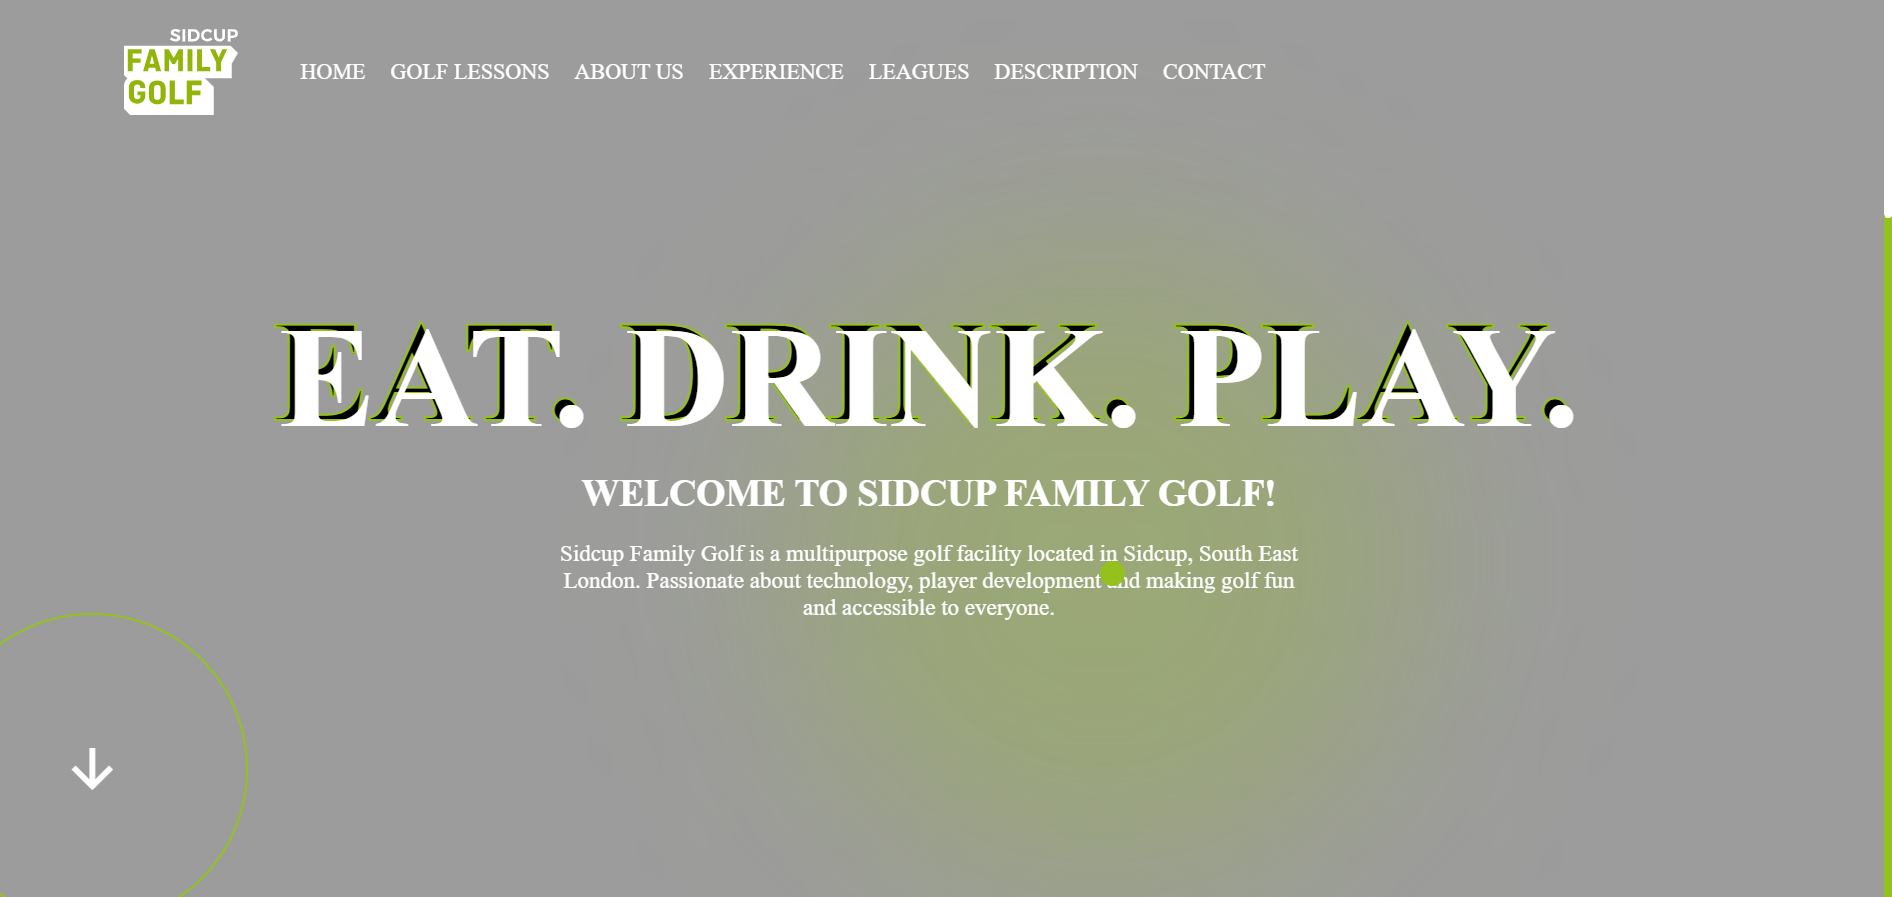 SIDCUP
FAMILY
GOLF
HOME GOLF LESSONS ABOUT US EXPERIENCE LEAGUES DESCRIPTION CONTACT
EAT. DRINK. PLAY.
WELCOME TO SIDCUP FAMILY GOLF!
Sidcup Family Golf is a multipurpose golf facility located in Sidcup, South East
London. Passionate about technology, player development and making golf fun
and accessible to everyone.